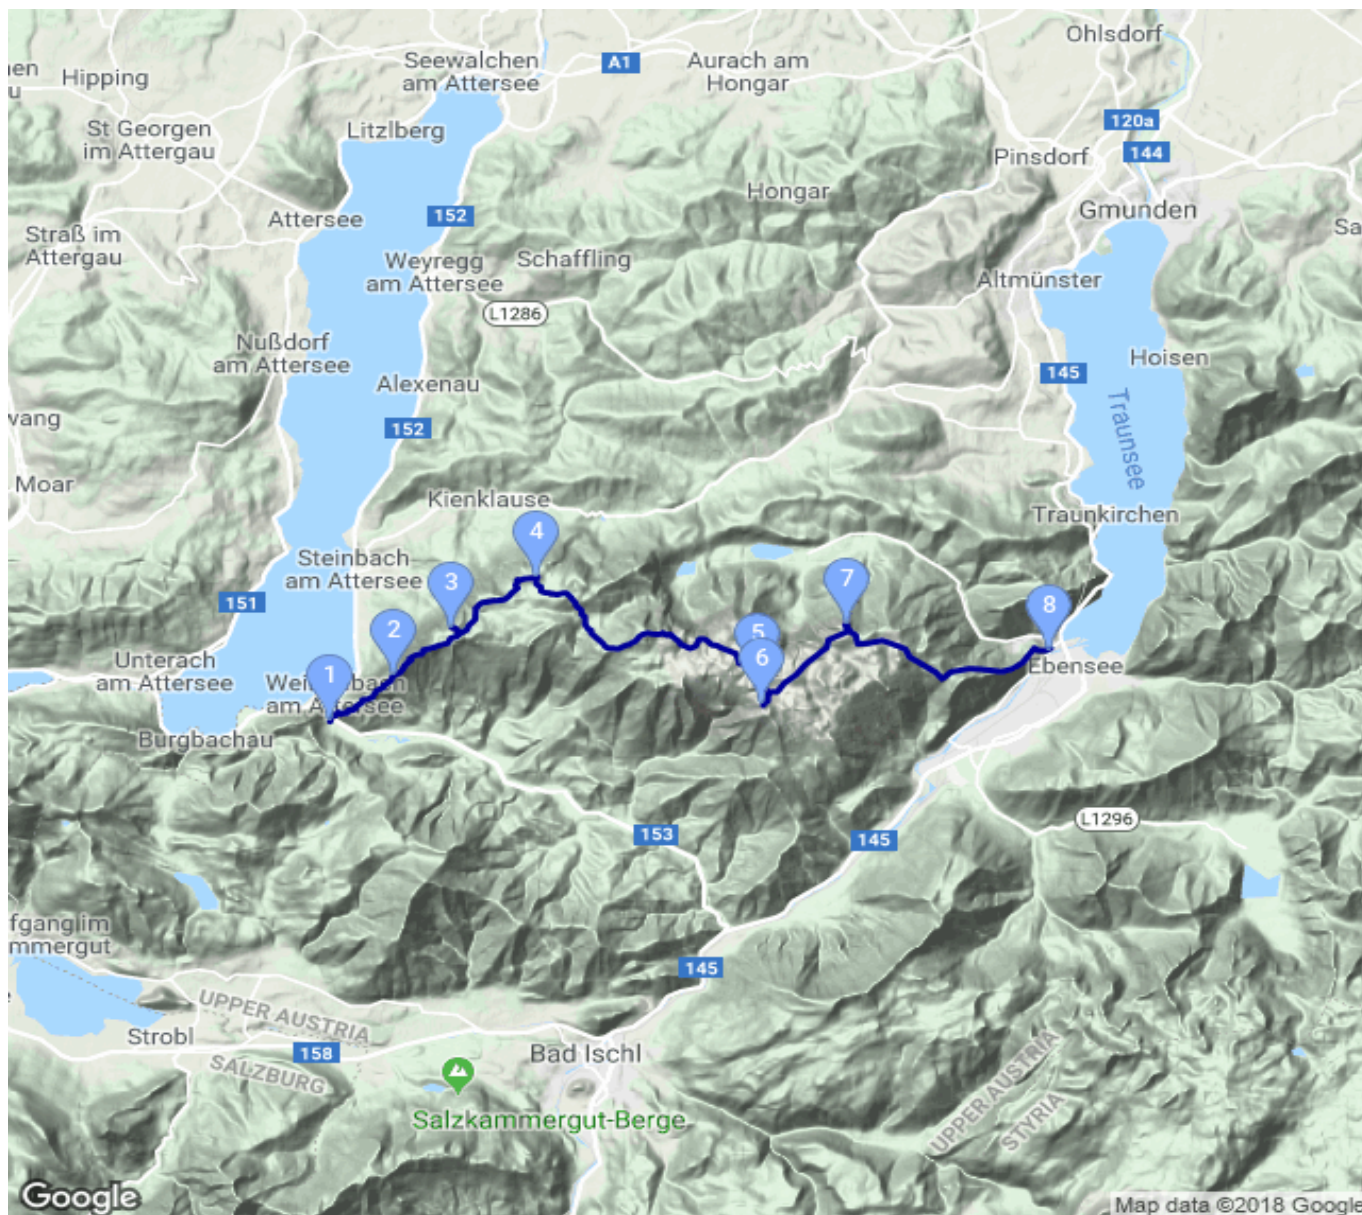 Ohlsdorf
Seewalchen
am Attersee
A1
Aurach am
Hongar
Hipping
St Georgen
im Attergau
Litzlberg
120a
144
Pinsdorf
Hongar
Gmunden
Attersee
152
Straß im
Attergau
Weyregg
am Attersee
Schaffling
Altmünster
L1286
Nußdorf
am Attersee
Hoisen
145
Alexenau
Traunsee
152
Moar
Kienklause
Traunkirchen
4
Steinbach
am Attersee
3
7
151
8
2
5
6
Unterach
am Attersee
1
Ebensee
am Attersee
Burgbachau
153
145
L1296
145
UPPER AUSTRIA
Strobl
158
SALZBURG
Bad Ischl
Salzkammergut-Berge
UPPER AUSTRIA
STYRIA
Google
Map data ©2018 Google